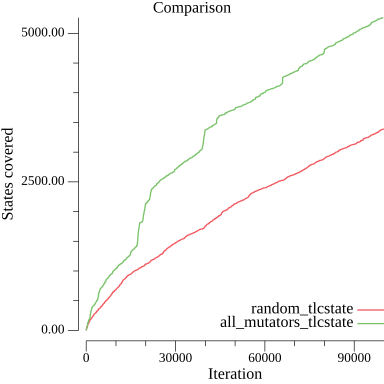 Comparison
States covered
5000.00
2500.00
0.00
random_tlcstate
all_mutators_tlcstate
0 30000 60000 90000
Iteration